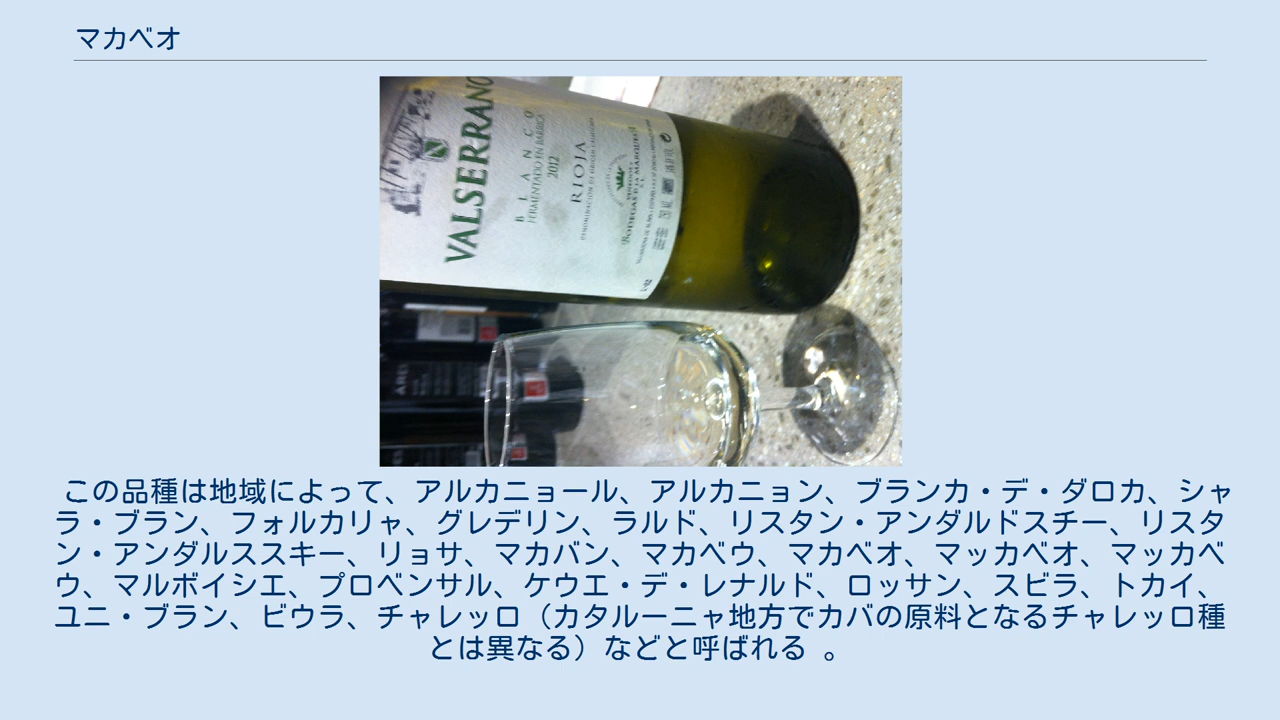 マカベオ
VALSERRANO
BLANCO
FERMENTADO EN BARRICA
2012
RIOJA
DENOMINACIÓN DE ORIGEN CALIFICADA
BODEGAS DE LA MARQUESA
この品種は地域によって、アルカニョール、アルカニョン、ブランカ・デ・ダロカ、シャ
ラ・ブラン、フォルカリャ、グレデリン、ラルド、リスタン・アンダルドスチー、リスタ
ン・アンダルススキー、リョサ、マカバン、マカベウ、マカベオ、マッカベオ、マッカベ
ウ、マルボイシエ、プロベンサル、ケウエ・デ・レナルド、ロッサン、スビラ、トカイ、
ユニ・ブラン、ビウラ、チャレッロ（カタルーニャ地方でカバの原料となるチャレッロ種
とは異なる）などと呼ばれる 。